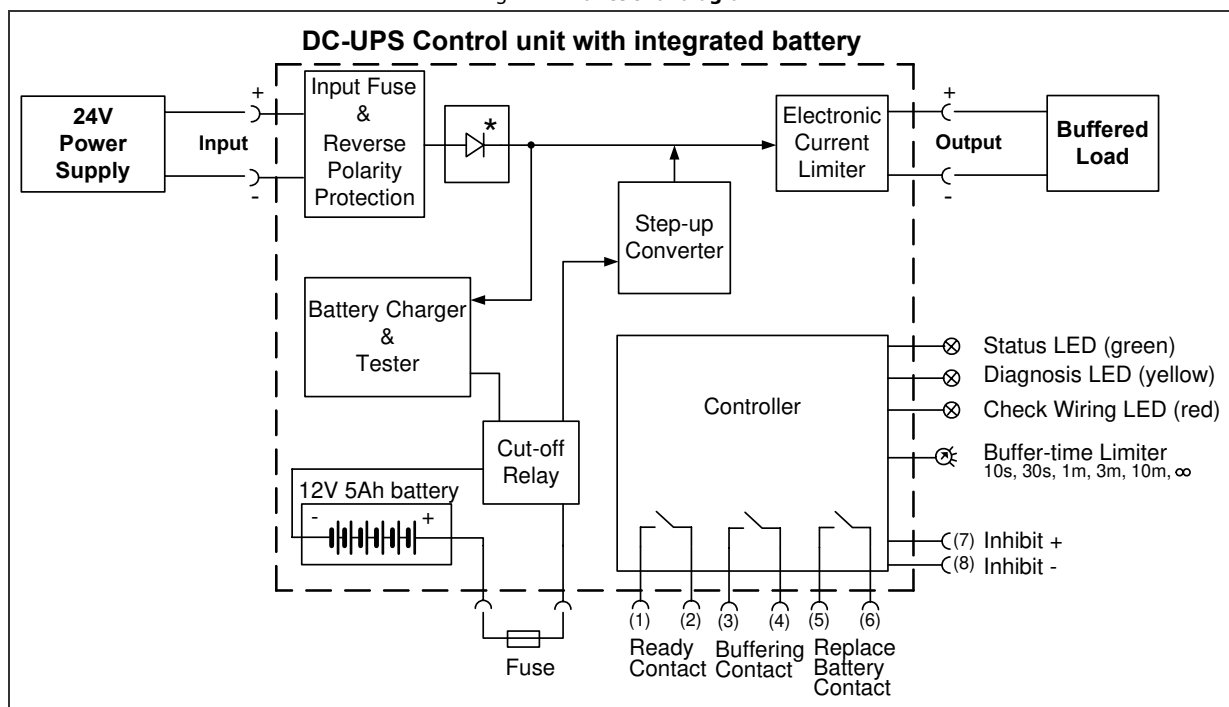 DC-UPS Control unit with integrated battery
24V
Power
Supply
+
Input
-
Input Fuse
&
Reverse
Polarity
Protection
*
Electronic
Current
Limiter
+
Output
-
Buffered
Load
Step-up
Converter
Battery Charger
&
Tester
Controller
Status LED (green)
Diagnosis LED (yellow)
Check Wiring LED (red)
Buffer-time Limiter
10s, 30s, 1m, 3m, 10m, ∞
Cut-off
Relay
12V 5Ah battery
- +
(7) Inhibit +
(8) Inhibit -
Fuse
(1) (2)
Ready
Contact
(3) (4)
Buffering
Contact
(5) (6)
Replace
Battery
Contact